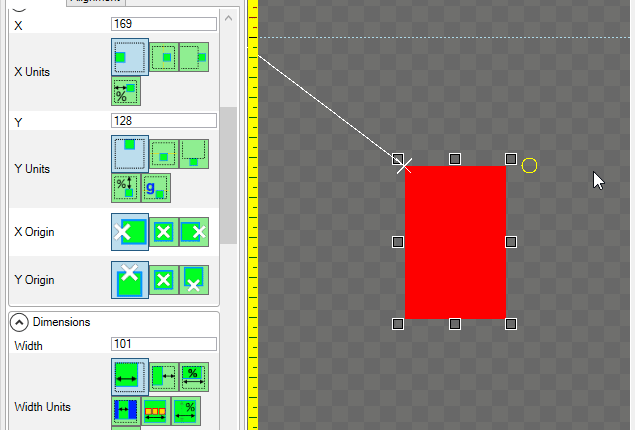 Alignment
X 169
X Units
%
Y 128
Y Units
% g
X Origin
Y Origin
Dimensions
Width 101
%
Width Units
%